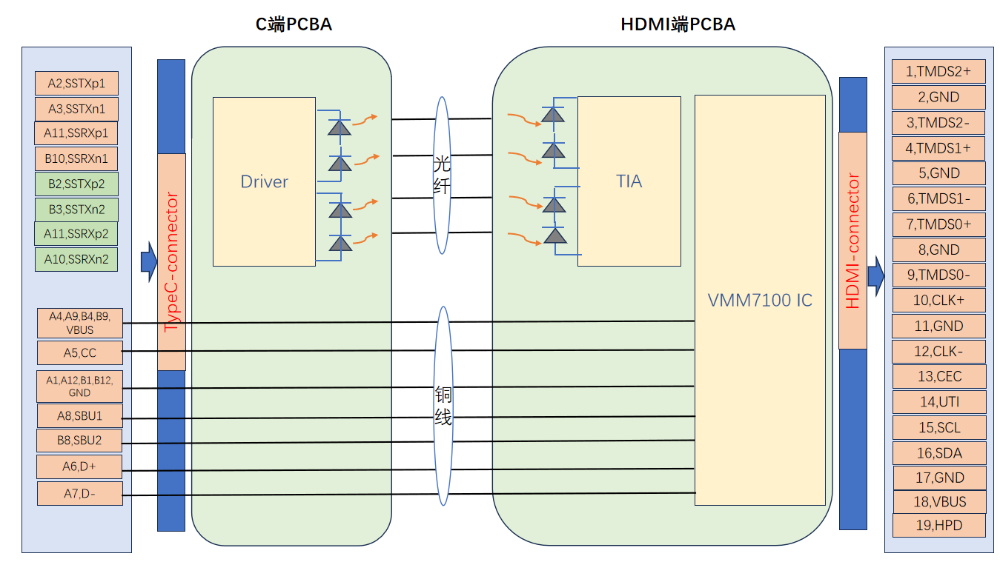 C端PCBA
HDMI端PCBA
A2,SSTXp1
A3,SSTXn1
A11,SSRXp1
B10,SSRXn1
B2,SSTXp2
B3,SSTXn2
A11,SSRXp2
A10,SSRXn2
A4,A9,B4,B9,
VBUS
A5,CC
A1,A12,B1,B12,
GND
A8,SBU1
B8,SBU2
A6,D+
A7,D-
TypeC-connector
Driver
光
纤
铜
线
TIA
VMM7100 IC
HDMI-connector
1,TMDS2+
2,GND
3,TMDS2-
4,TMDS1+
5,GND
6,TMDS1-
7,TMDS0+
8,GND
9,TMDS0-
10,CLK+
11,GND
12,CLK-
13,CEC
14,UTI
15,SCL
16,SDA
17,GND
18,VBUS
19,HPD